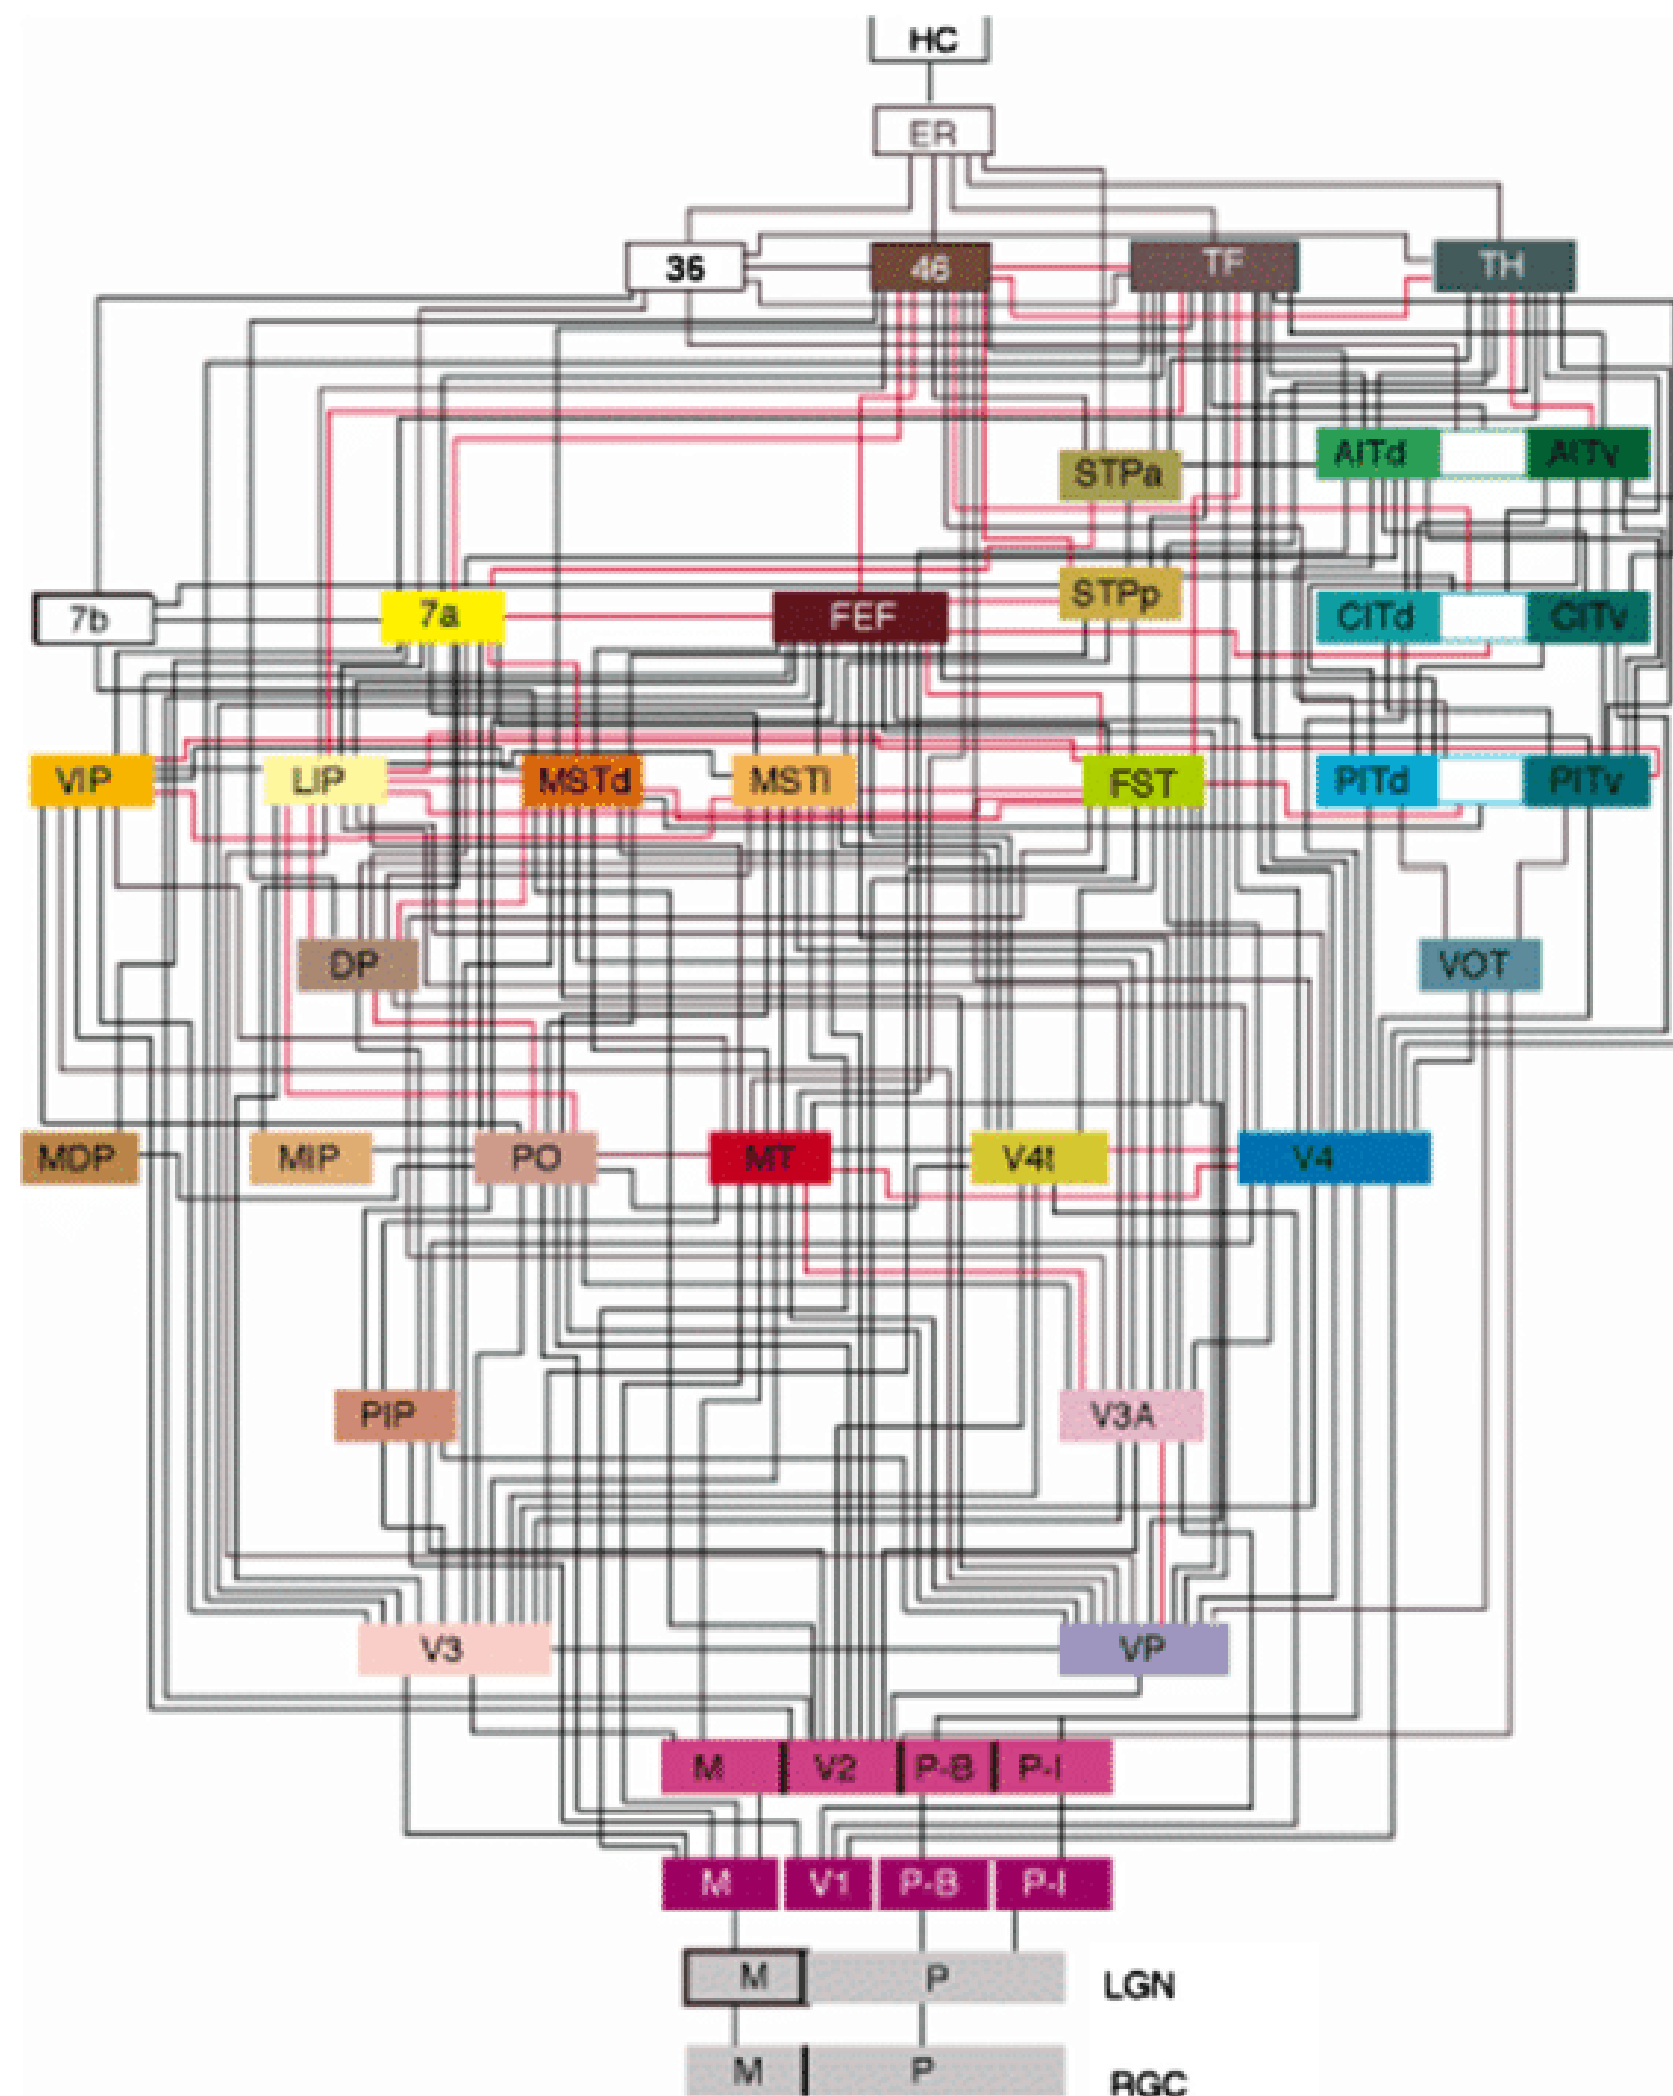 HC
ER
36 46 TF TH
AITd AITv
STPa
STPp
7b 7a FEF CITd CITv
VIP LIP MSTd MSTl FST PITd PITv
DP VOT
MDP MIP PO MT V4t V4
PIP V3A
V3 VP
M V2 P-B P-I
M V1 P-B P-I
M P LGN
M P RGC